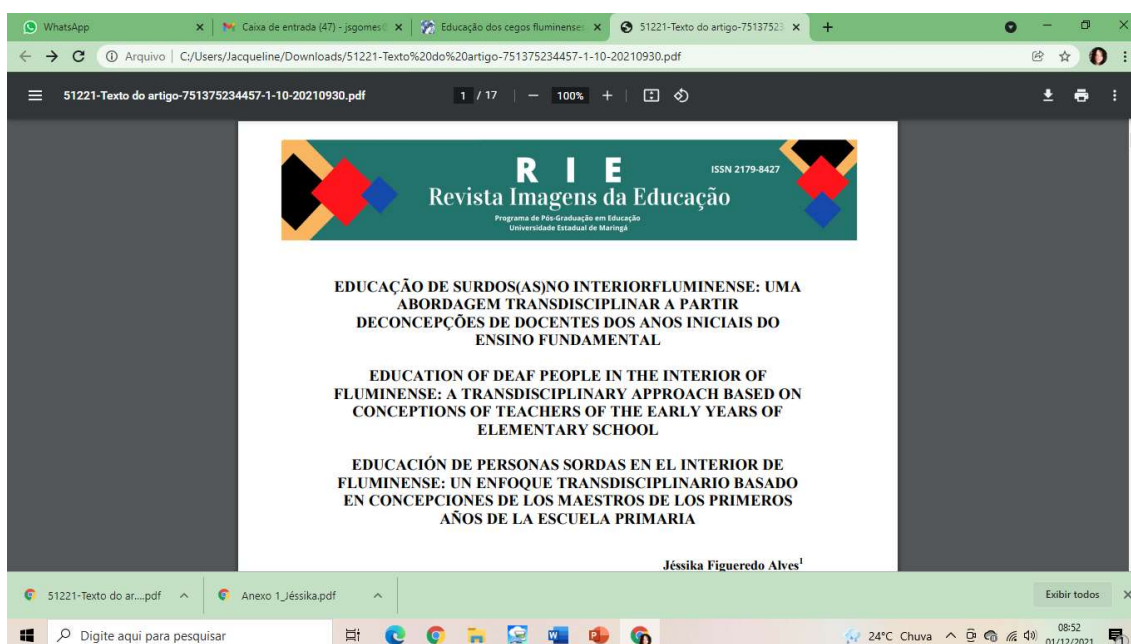 WhatsApp
Caixa de entrada (47) - jsgomes
Educação dos cegos fluminense
51221-Texto do artigo-7513752
Arquivo
C:/Users/Jacqueline/Downloads/51221-Texto%20do%20artigo-751375234457-1-10-20210930.pdf
51221-Texto do artigo-751375234457-1-10-20210930.pdf
1 / 17
100%
R I E
ISSN 2179-8427
Revista Imagens da Educação
Programa de Pós-Graduação em Educação
Universidade Estadual de Maringá
EDUCAÇÃO DE SURDOS(AS)NO INTERIORFLUMINENSE: UMA
ABORDAGEM TRANSDISCIPLINAR A PARTIR
DECONCEPÇÕES DE DOCENTES DOS ANOS INICIAIS DO
ENSINO FUNDAMENTAL
EDUCATION OF DEAF PEOPLE IN THE INTERIOR OF
FLUMINENSE: A TRANSDISCIPLINARY APPROACH BASED ON
CONCEPTIONS OF TEACHERS OF THE EARLY YEARS OF
ELEMENTARY SCHOOL
EDUCACIÓN DE PERSONAS SORDAS EN EL INTERIOR DE
FLUMINENSE: UN ENFOQUE TRANSDISCIPLINARIO BASADO
EN CONCEPCIONES DE LOS MAESTROS DE LOS PRIMEROS
AÑOS DE LA ESCUELA PRIMARIA
Jéssika Figueredo Alves¹
51221-Texto do ar....pdf
Anexo 1_Jéssika.pdf
Exibir todos
Digite aqui para pesquisar
24°C Chuva
08:52
01/12/2021